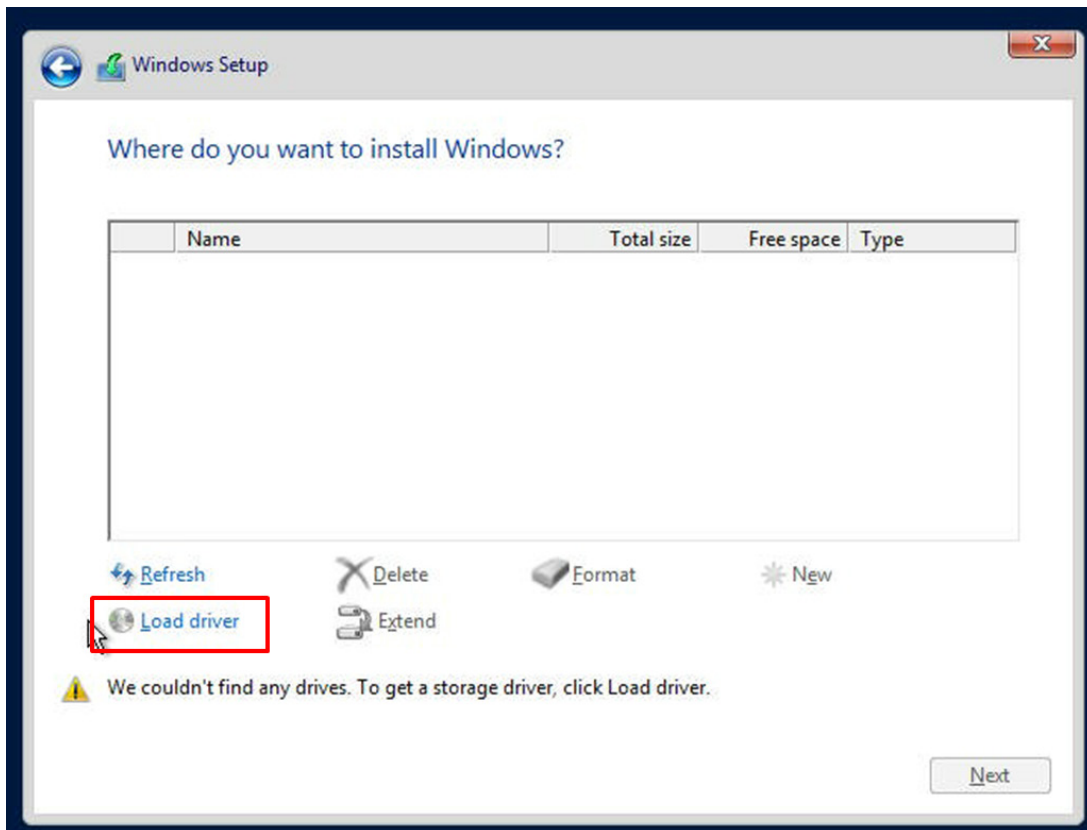 Windows Setup
Where do you want to install Windows?
Name Total size Free space Type
Refresh Delete Format New
Load driver Extend
We couldn't find any drives. To get a storage driver, click Load driver.
Next